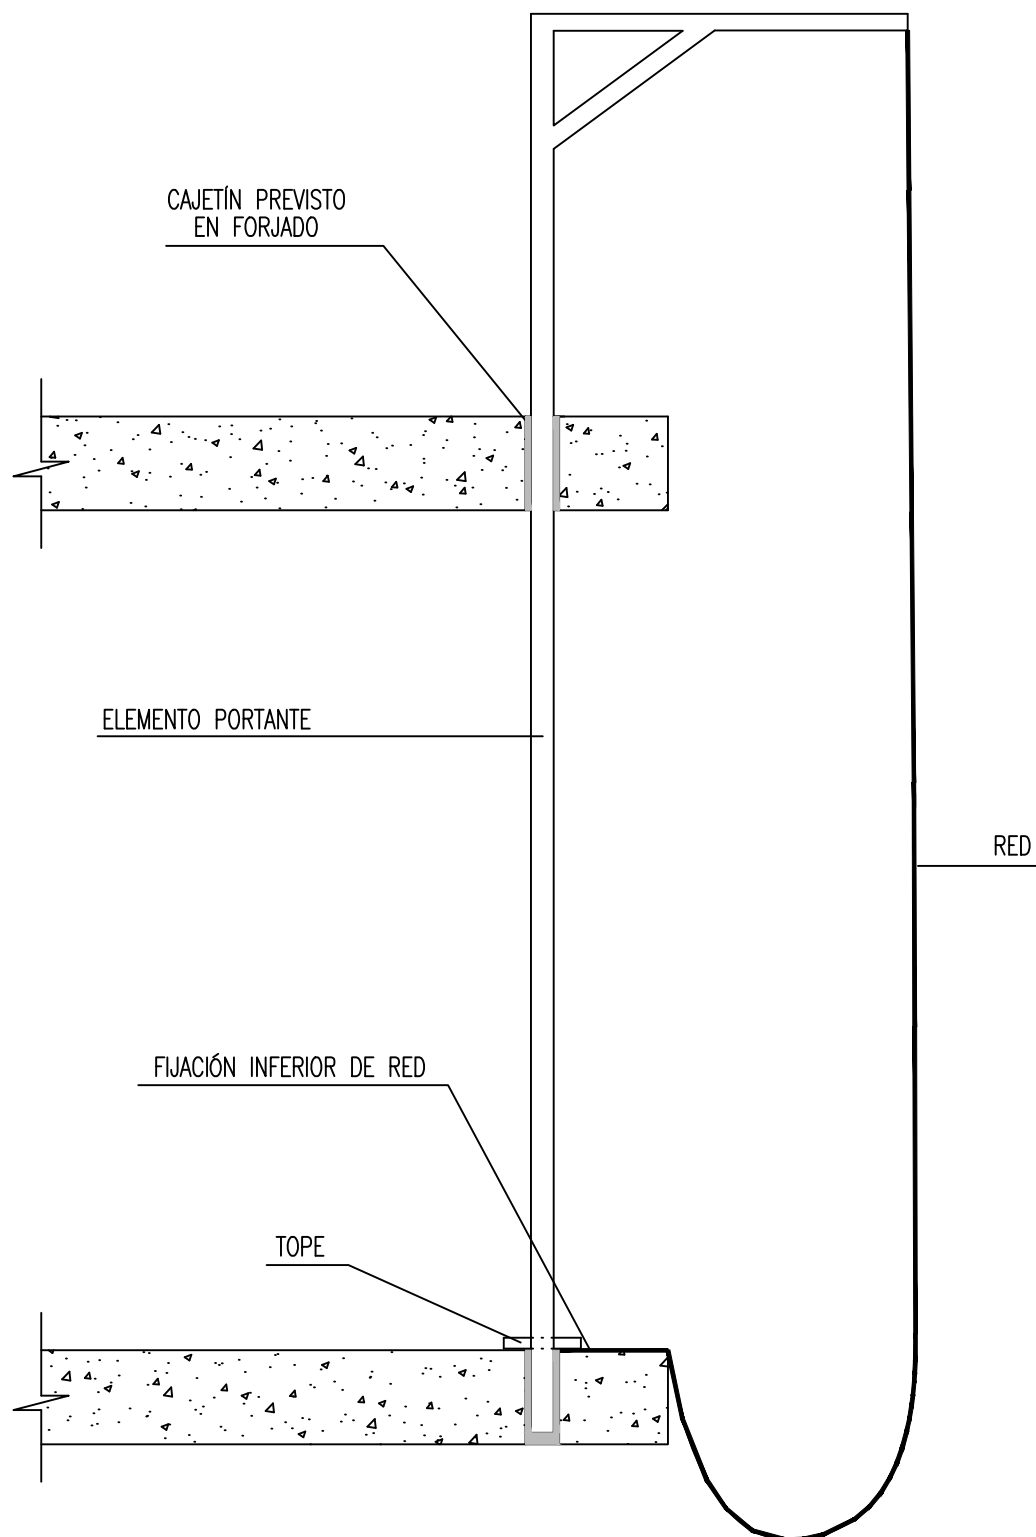 CAJETÍN PREVISTO
EN FORJADO
ELEMENTO PORTANTE
RED
FIJACIÓN INFERIOR DE RED
TOPE